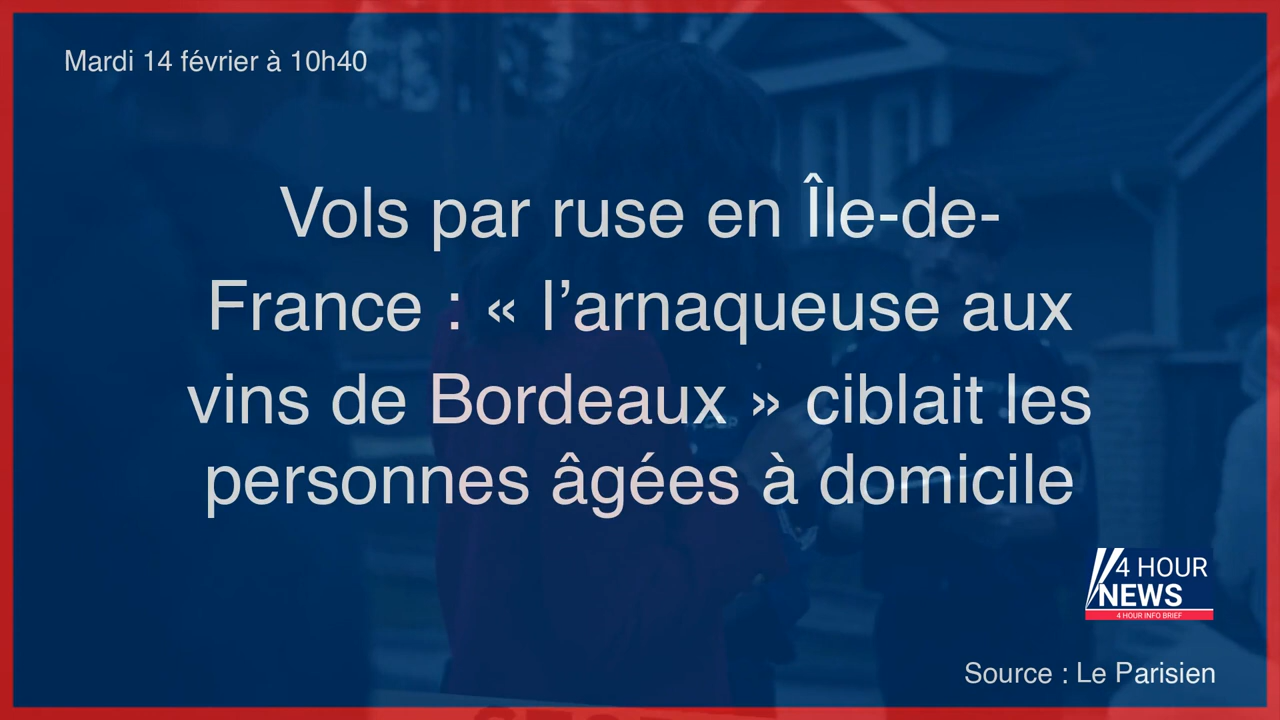 Mardi 14 février à 10h40
Vols par ruse en Île-de-
France : « l’arnaqueuse aux
vins de Bordeaux » ciblait les
personnes âgées à domicile
4 HOUR
NEWS
4 HOUR INFO BRIEF
Source : Le Parisien